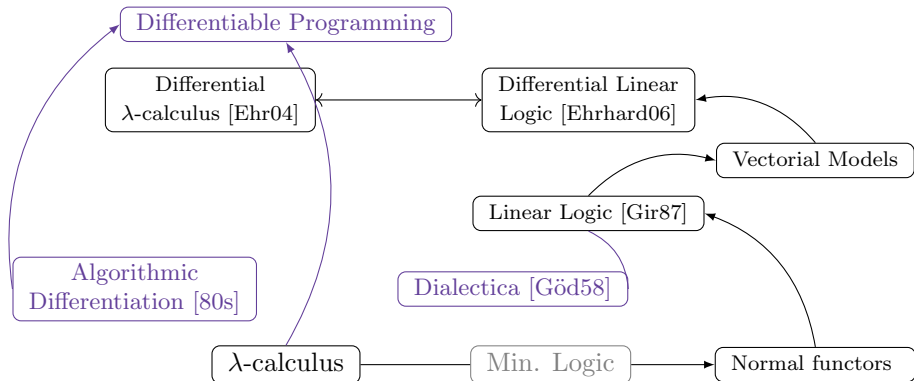 Differentiable Programming
Differential
λ-calculus [Ehr04]
Differential Linear
Logic [Ehrhard06]
Vectorial Models
Linear Logic [Gir87]
Algorithmic
Differentiation [80s]
Dialectica [Göd58]
λ-calculus
Min. Logic
Normal functors